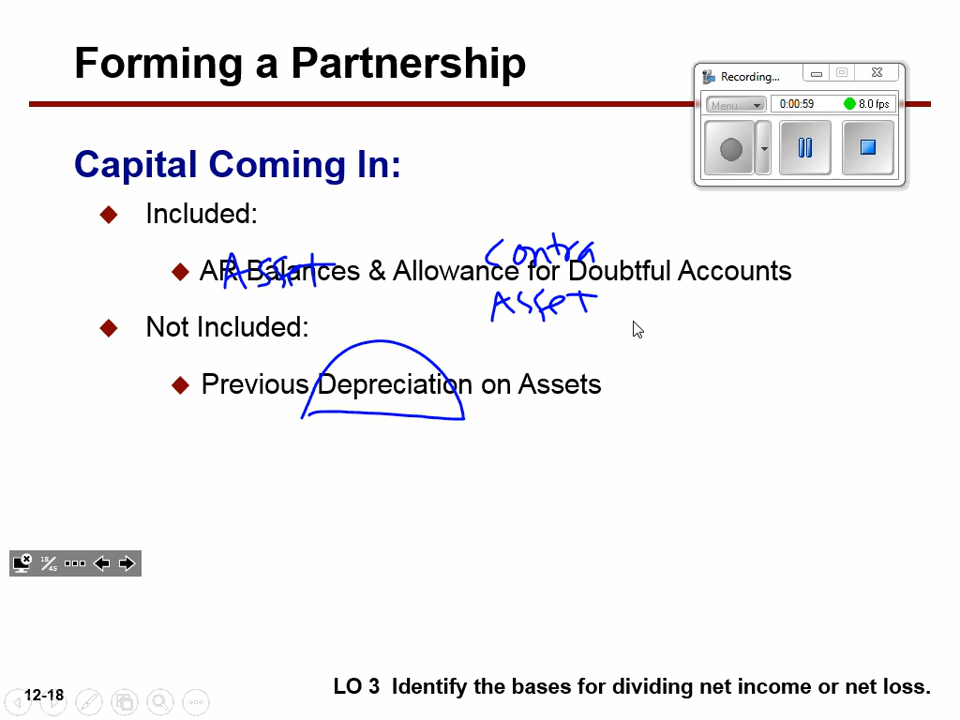 Forming a Partnership
Recording...
Menu
0:00:59
8.0 fps
Capital Coming In:
Included:
Contra
AR Balances & Allowance for Doubtful Accounts
Asset
Asset
Not Included:
Previous Depreciation on Assets
18/45
LO 3 Identify the bases for dividing net income or net loss.
12-18